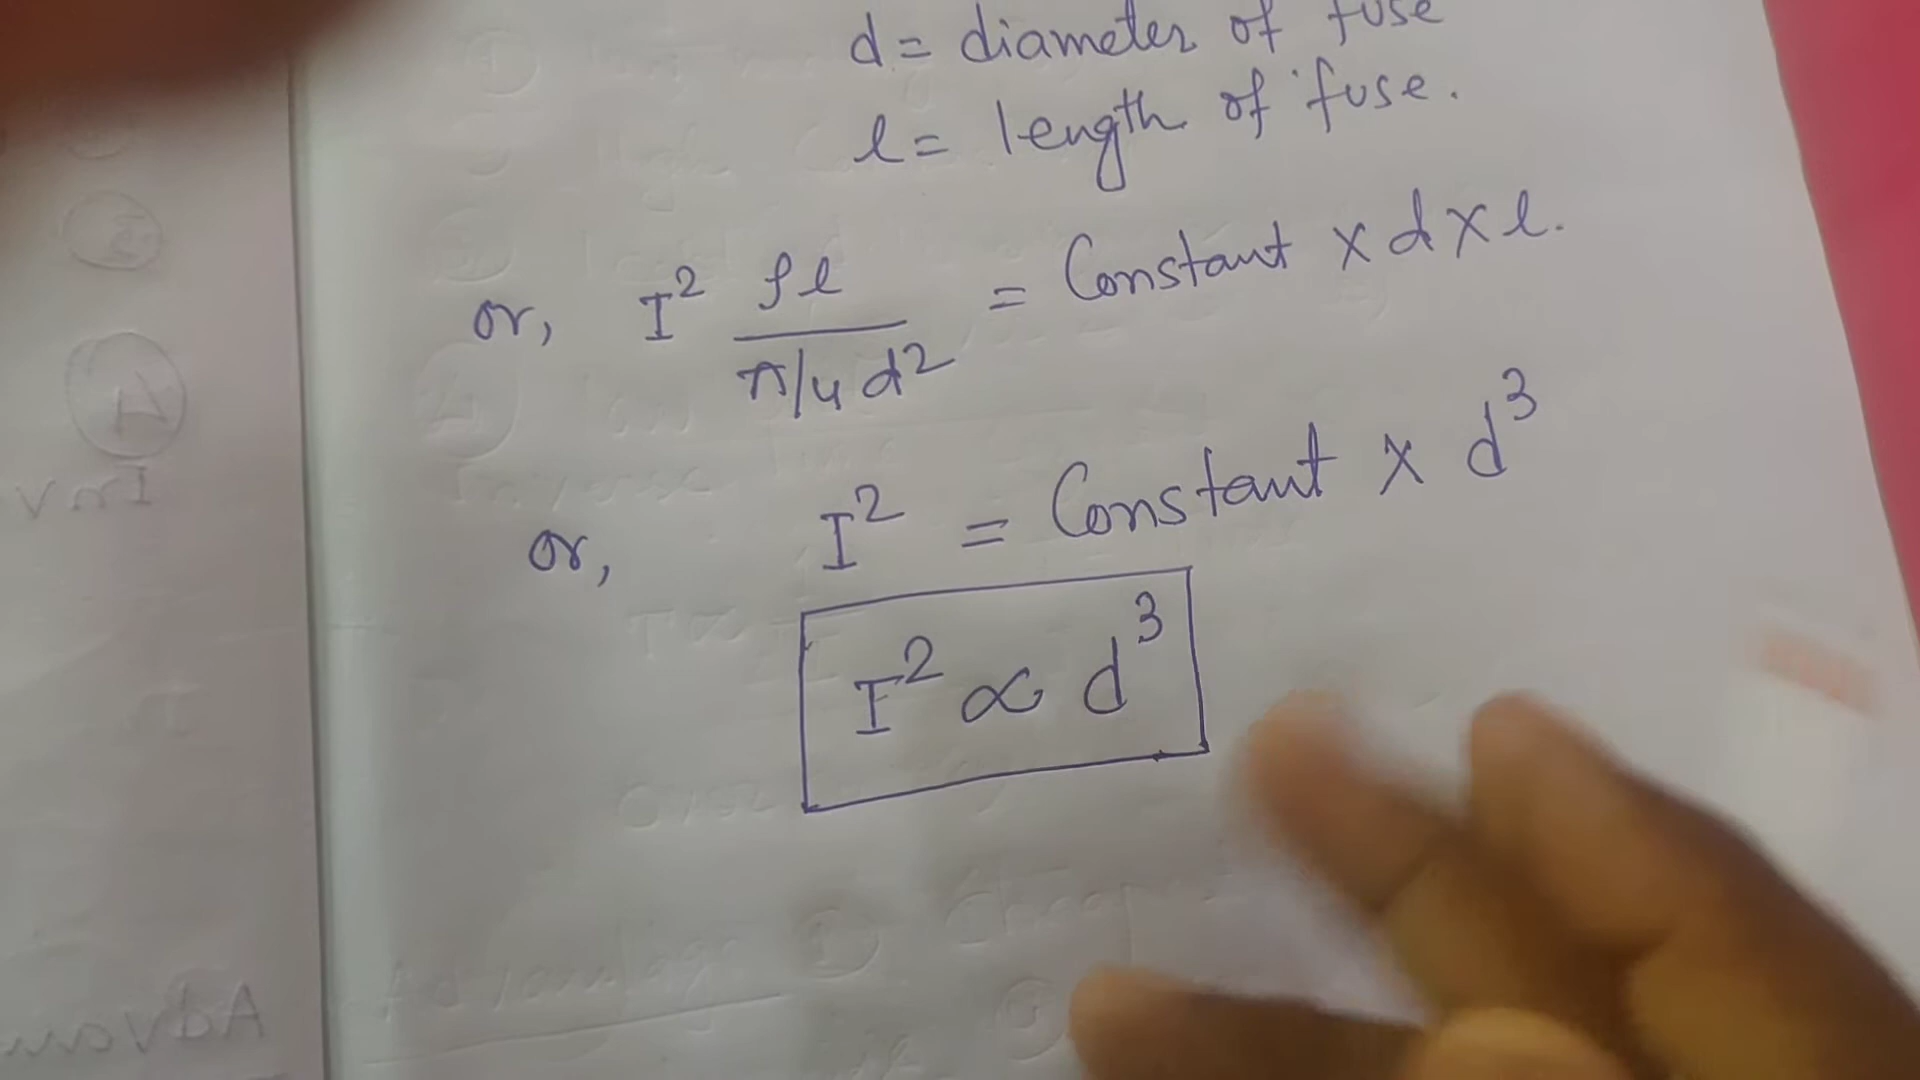 d = diameter of fuse
l = length of fuse.
or, I² ρl / π/4 d² = Constant × d × l.
or, I² = Constant × d³
I² ∝ d³